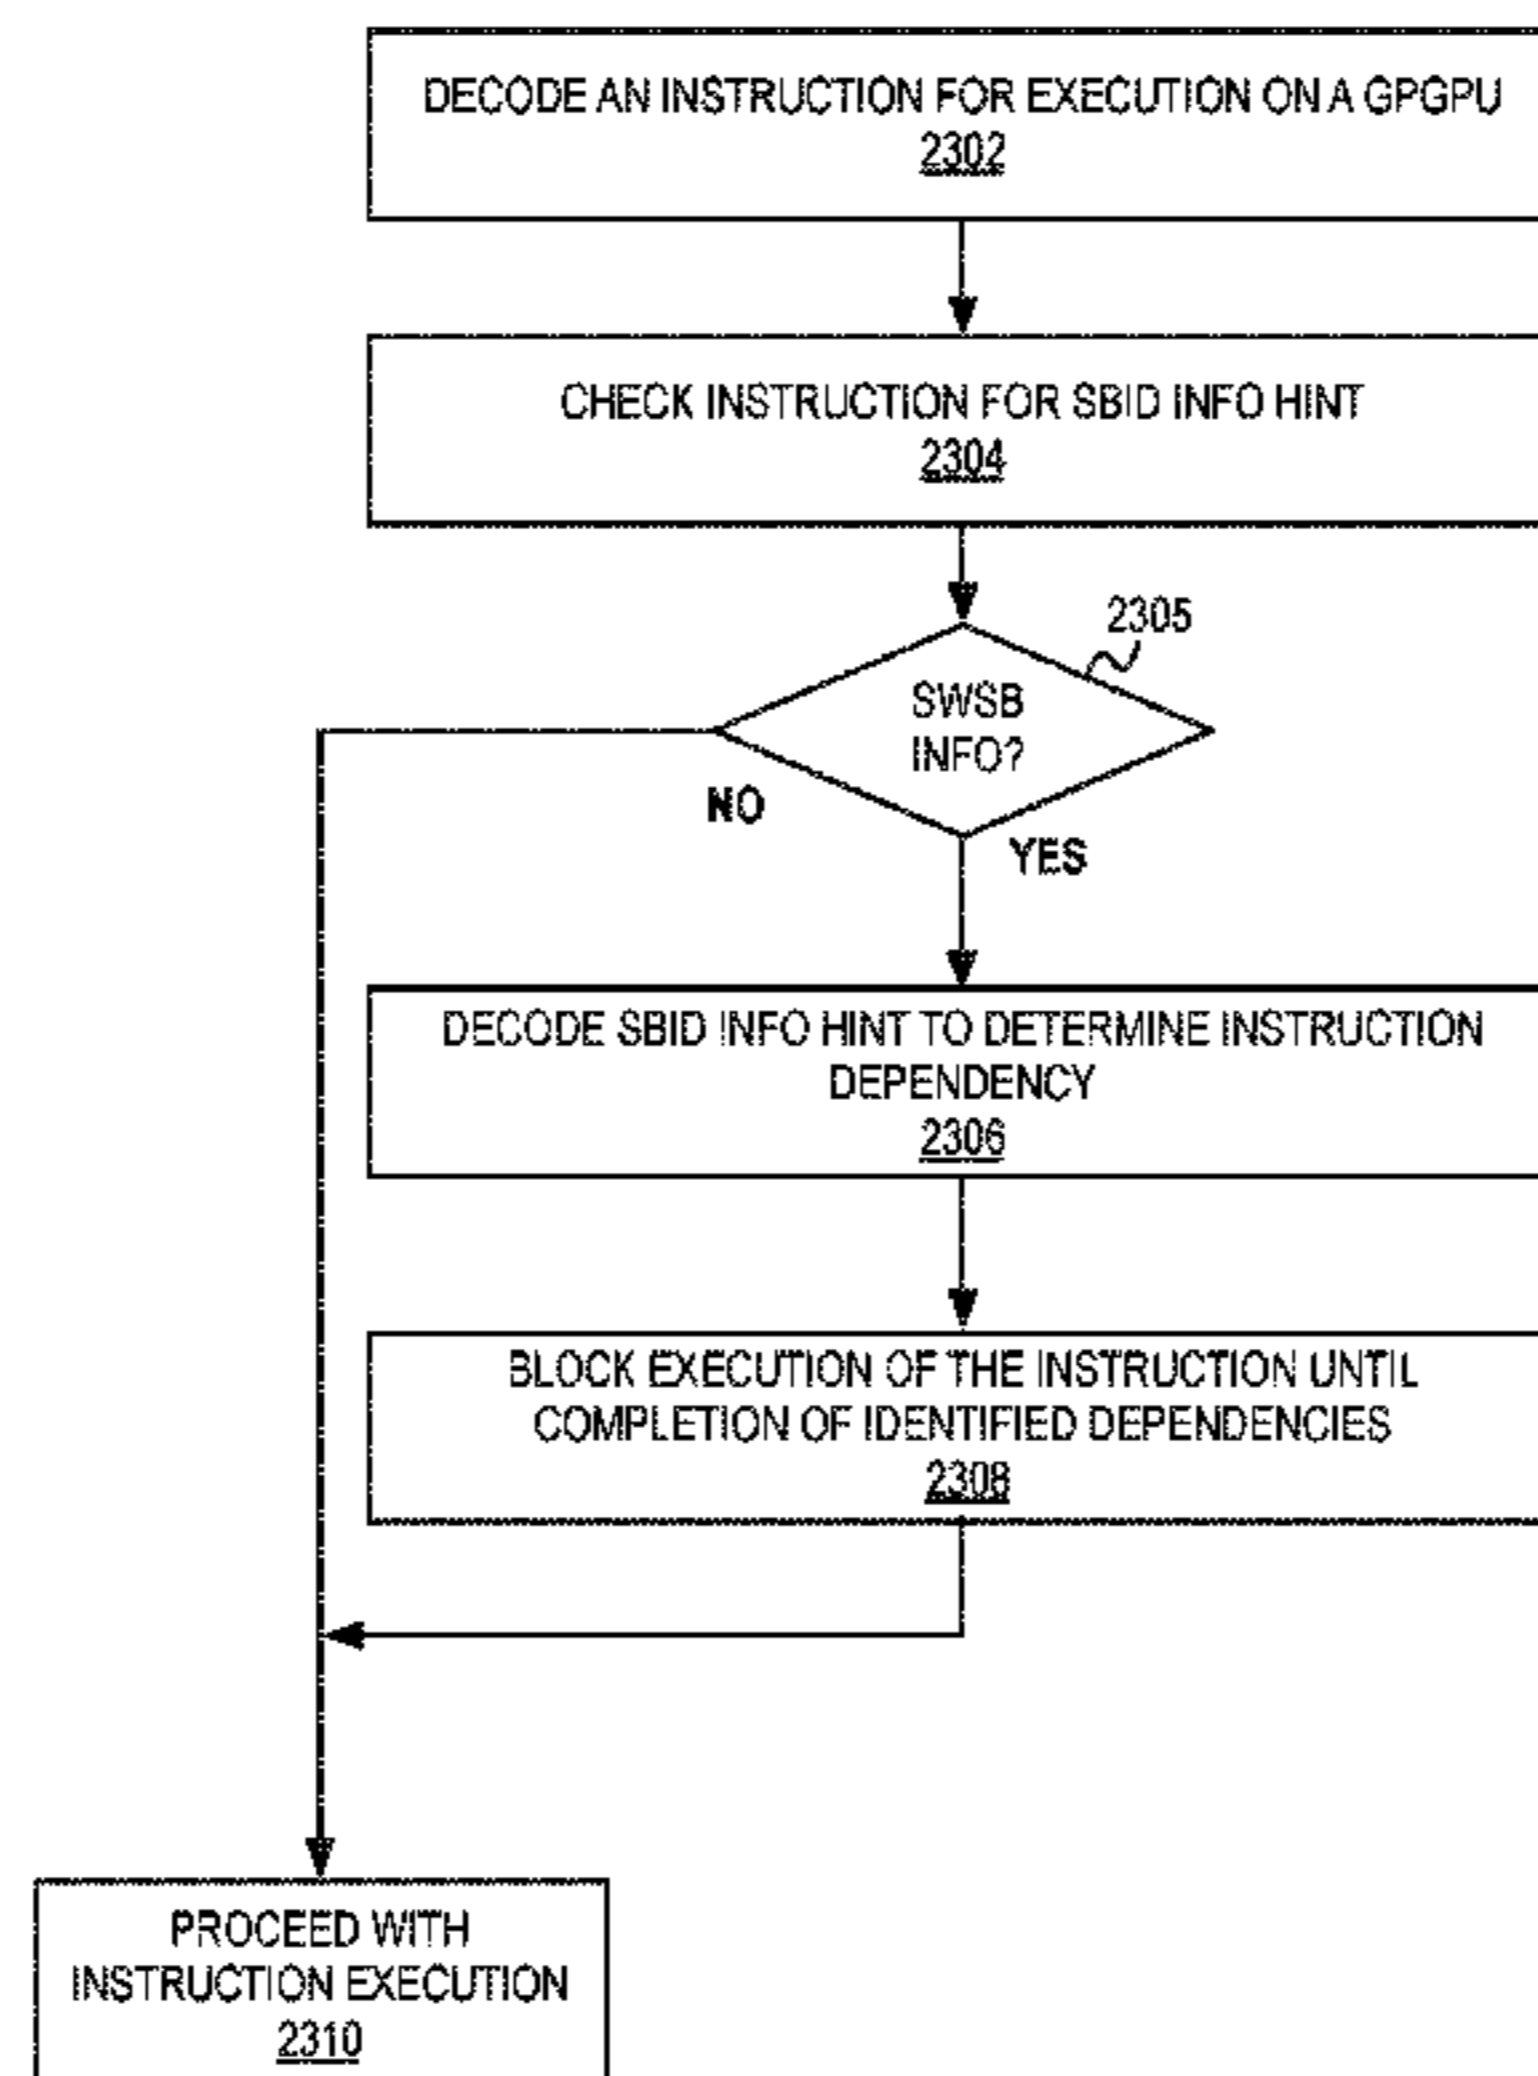 DECODE AN INSTRUCTION FOR EXECUTION ON A GPGPU
2302
CHECK INSTRUCTION FOR SBID INFO HINT
2304
2305
SWSB
INFO?
NO
YES
DECODE SBID INFO HINT TO DETERMINE INSTRUCTION
DEPENDENCY
2306
BLOCK EXECUTION OF THE INSTRUCTION UNTIL
COMPLETION OF IDENTIFIED DEPENDENCIES
2308
PROCEED WITH
INSTRUCTION EXECUTION
2310